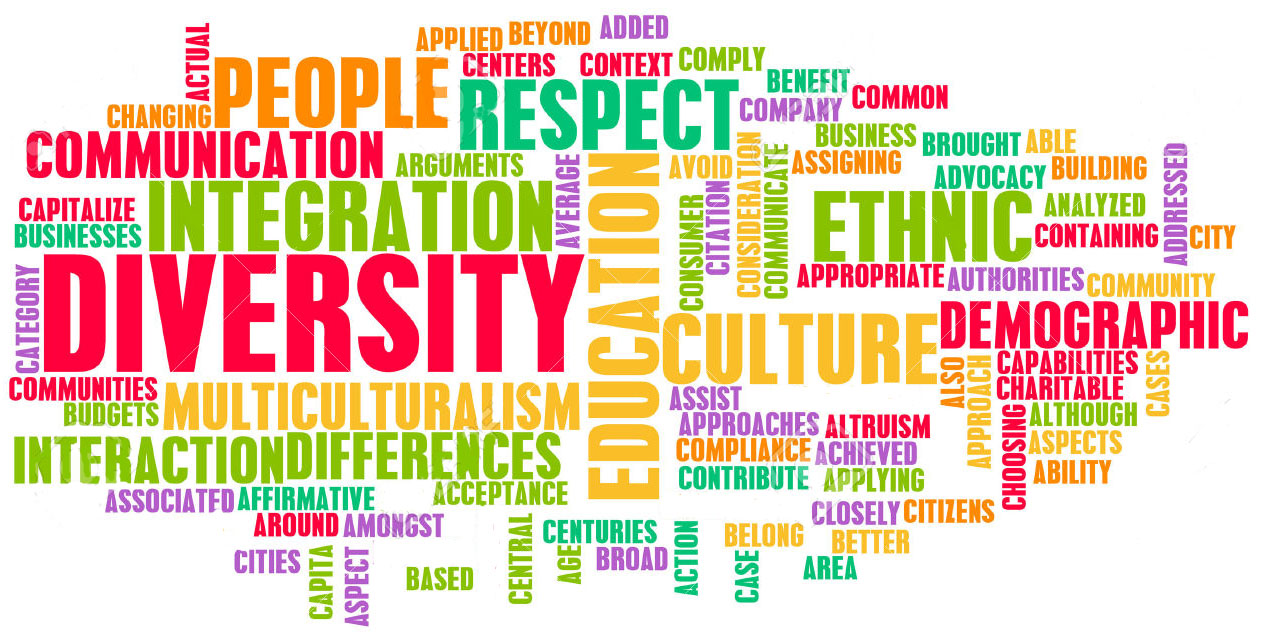 ACTUAL
APPLIED
BEYOND
ADDED
PEOPLE
CENTERS
CONTEXT
COMPLY
CHANGING
RESPECT
BENEFIT
COMPANY
COMMON
COMMUNICATION
ARGUMENTS
AVERAGE
AVOID
CONSIDERATION
COMMUNICATE
BUSINESS
ASSIGNING
BROUGHT
ABLE
ADVOCACY
BUILDING
ADDRESSED
CAPITALIZE
BUSINESSES
INTEGRATION
EDUCATION
CONSUMER
CITATION
ETHNIC
ANALYZED
CONTAINING
CITY
CATEGORY
DIVERSITY
APPROPRIATE
AUTHORITIES
COMMUNITY
CULTURE
DEMOGRAPHIC
COMMUNITIES
BUDGETS
MULTICULTURALISM
ASSIST
APPROACHES
ALTRUISM
ALSO
APPROACH
CAPABILITIES
CHARITABLE
CASES
CHOOSING
ALTHOUGH
ASPECTS
ABILITY
INTERACTION
DIFFERENCES
COMPLIANCE
ACHIEVED
CONTRIBUTE
APPLYING
ASSOCIATED
AFFIRMATIVE
ACCEPTANCE
AROUND
AMONGST
CLOSELY
CITIZENS
CITIES
CAPITA
ASPECT
BASED
CENTRAL
CENTURIES
AGE
BROAD
ACTION
BELONG
CASE
BETTER
AREA